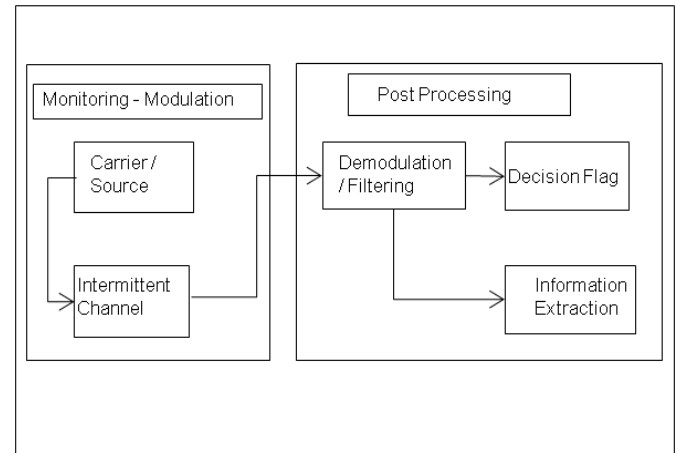 Monitoring - Modulation
Carrier /
Source
Intermittent
Channel
Post Processing
Demodulation
/ Filtering
Decision Flag
Information
Extraction